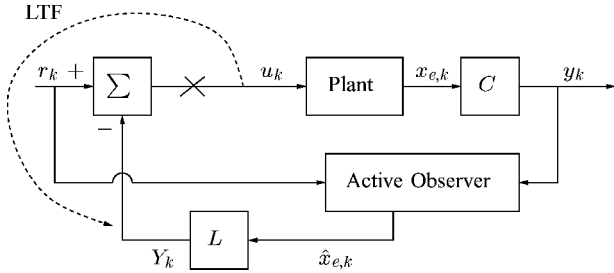 LTF
r_k + ∑ u_k Plant x_{e,k} C y_k
−
Active Observer
Y_k L x̂_{e,k}